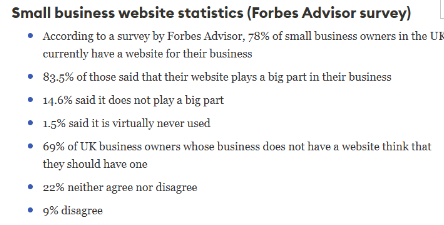 Small business website statistics (Forbes Advisor survey)
According to a survey by Forbes Advisor, 78% of small business owners in the UK
currently have a website for their business
83.5% of those said that their website plays a big part in their business
14.6% said it does not play a big part
1.5% said it is virtually never used
69% of UK business owners whose business does not have a website think that
they should have one
22% neither agree nor disagree
9% disagree